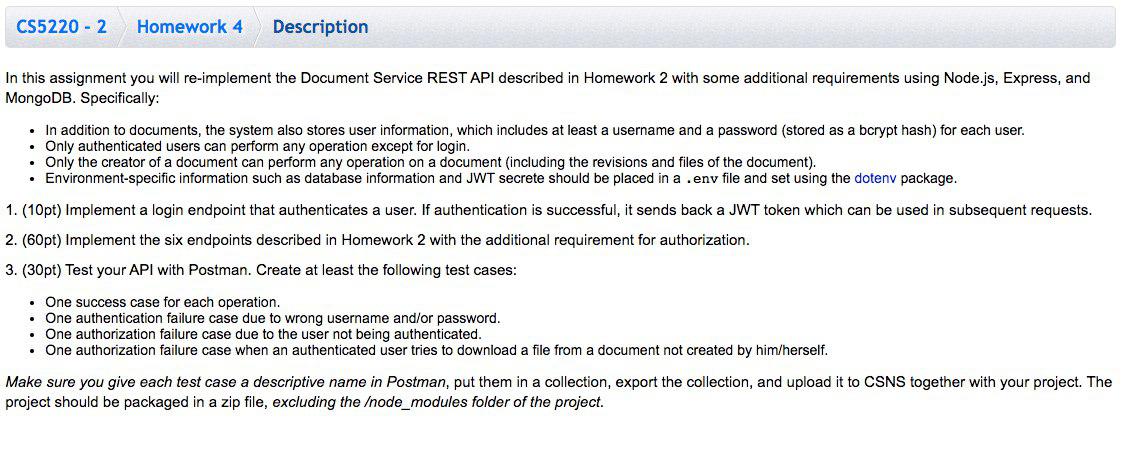 CS5220 - 2 Homework 4 Description
In this assignment you will re-implement the Document Service REST API described in Homework 2 with some additional requirements using Node.js, Express, and
MongoDB. Specifically:
• In addition to documents, the system also stores user information, which includes at least a username and a password (stored as a bcrypt hash) for each user.
• Only authenticated users can perform any operation except for login.
• Only the creator of a document can perform any operation on a document (including the revisions and files of the document).
• Environment-specific information such as database information and JWT secrete should be placed in a .env file and set using the dotenv package.
1. (10pt) Implement a login endpoint that authenticates a user. If authentication is successful, it sends back a JWT token which can be used in subsequent requests.
2. (60pt) Implement the six endpoints described in Homework 2 with the additional requirement for authorization.
3. (30pt) Test your API with Postman. Create at least the following test cases:
• One success case for each operation.
• One authentication failure case due to wrong username and/or password.
• One authorization failure case due to the user not being authenticated.
• One authorization failure case when an authenticated user tries to download a file from a document not created by him/herself.
Make sure you give each test case a descriptive name in Postman, put them in a collection, export the collection, and upload it to CSNS together with your project. The
project should be packaged in a zip file, excluding the /node_modules folder of the project.